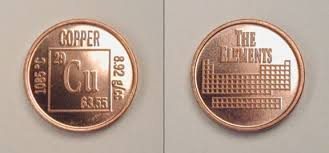 COPPER
29
Cu
63.55
1085 °C
8.92 g/cc
THE
ELEMENTS